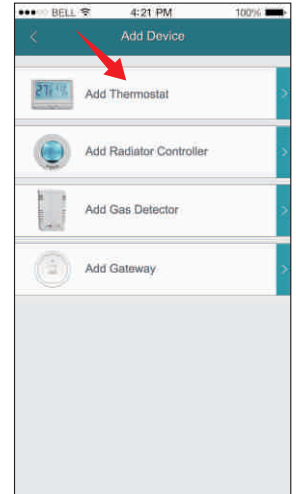 BELL 4:21 PM 100%
Add Device
Add Thermostat
Add Radiator Controller
Add Gas Detector
Add Gateway